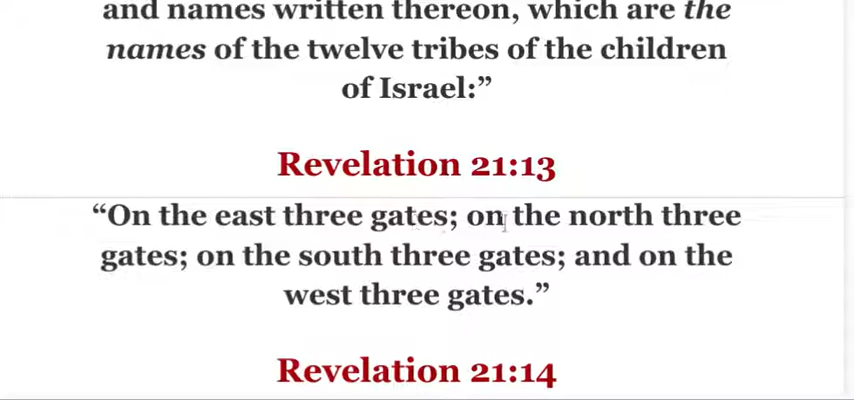 and names written thereon, which are the
names of the twelve tribes of the children
of Israel:”
Revelation 21:13
“On the east three gates; on the north three
gates; on the south three gates; and on the
west three gates.”
Revelation 21:14